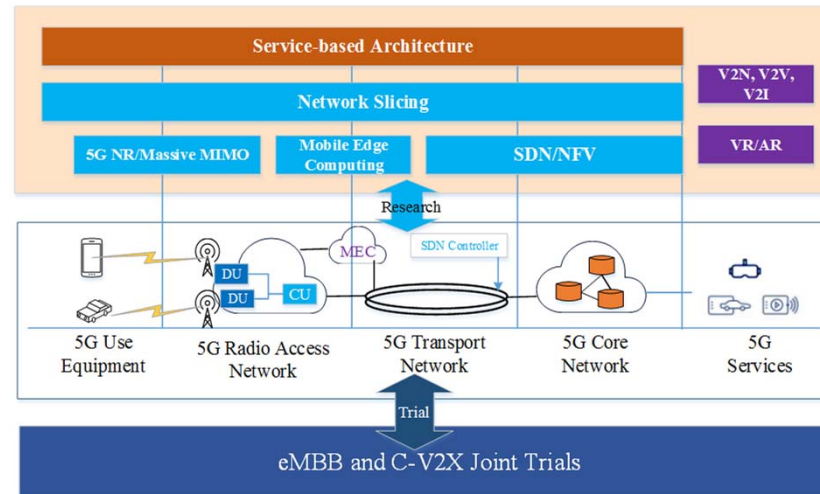 Service-based Architecture
Network Slicing
V2N, V2V,
V2I
5G NR/Massive MIMO
Mobile Edge
Computing
SDN/NFV
VR/AR
Research
MEC
SDN Controller
DU
DU
CU
5G Use
Equipment
5G Radio Access
Network
5G Transport
Network
5G Core
Network
5G
Services
Trial
eMBB and C-V2X Joint Trials